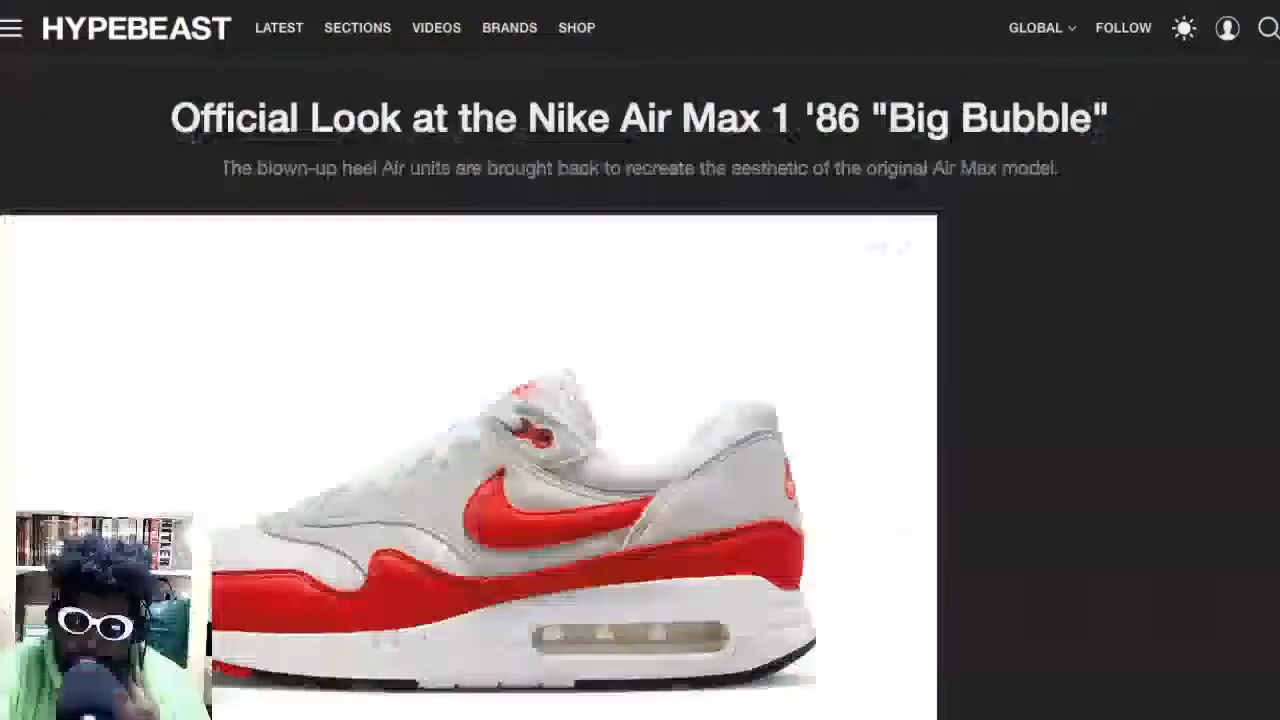 HYPEBEAST LATEST SECTIONS VIDEOS BRANDS SHOP GLOBAL FOLLOW
Official Look at the Nike Air Max 1 '86 "Big Bubble"
The blown-up heel Air units are brought back to recreate the aesthetic of the original Air Max model.